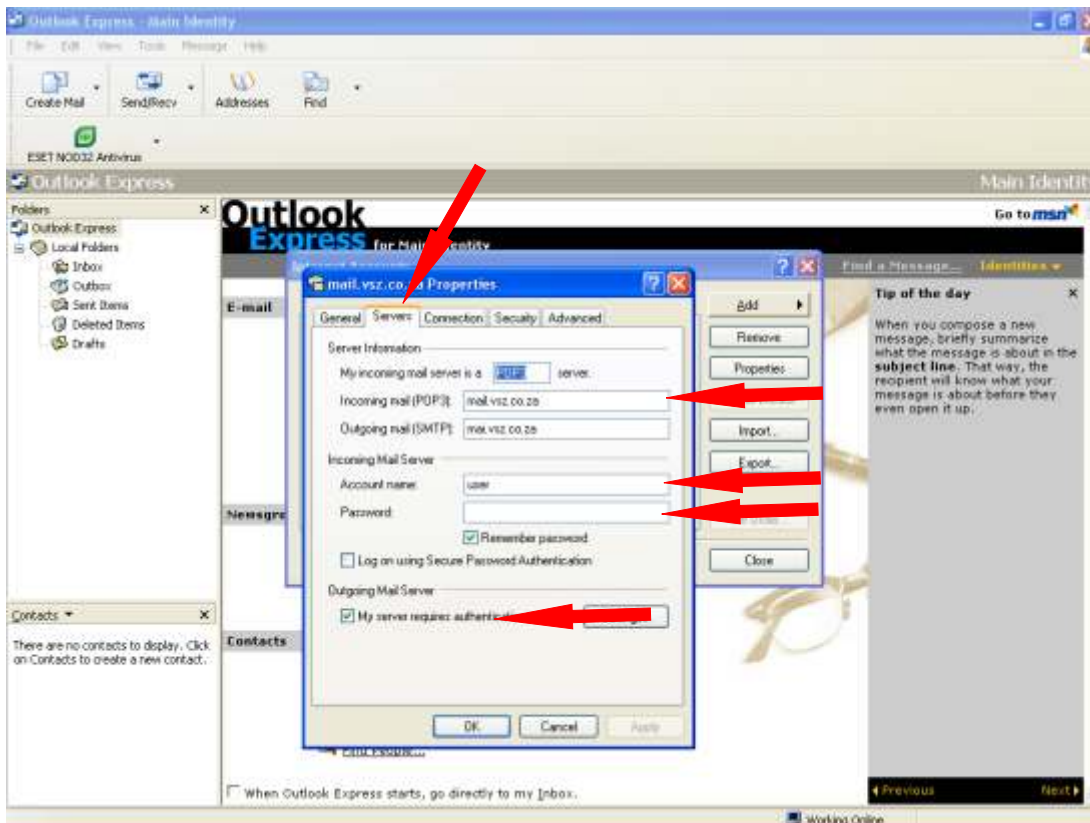 Outlook Express - Main Identity
File Edit View Tools Message Help
Create Mail Send/Recv Addresses Find
ESET NOD32 Antivirus
Outlook Express Main Identit
Folders
Outlook Express
Local Folders
Inbox
Outbox
Sent Items
Deleted Items
Drafts
Contacts
There are no contacts to display. Click
on Contacts to create a new contact.
Outlook
Express for Main Identity
Go to msn
Find a Message... Identities
E-mail
Newsgro
Contacts
Find People...
When Outlook Express starts, go directly to my Inbox.
Add
Remove
Properties
Import...
Export...
Close
mail.vsz.co. a Properties
General Servers Connection Security Advanced
Server Information
My incoming mail server is a POP3 server.
Incoming mail (POP3): mail.vsz.co.za
Outgoing mail (SMTP): mail.vsz.co.za
Incoming Mail Server
Account name: user
Password:
Remember password
Log on using Secure Password Authentication
Outgoing Mail Server
My server requires authentic
OK Cancel Apply
Tip of the day
When you compose a new
message, briefly summarize
what the message is about in the
subject line. That way, the
recipient will know what your
message is about before they
even open it up.
Previous Next
Working Online